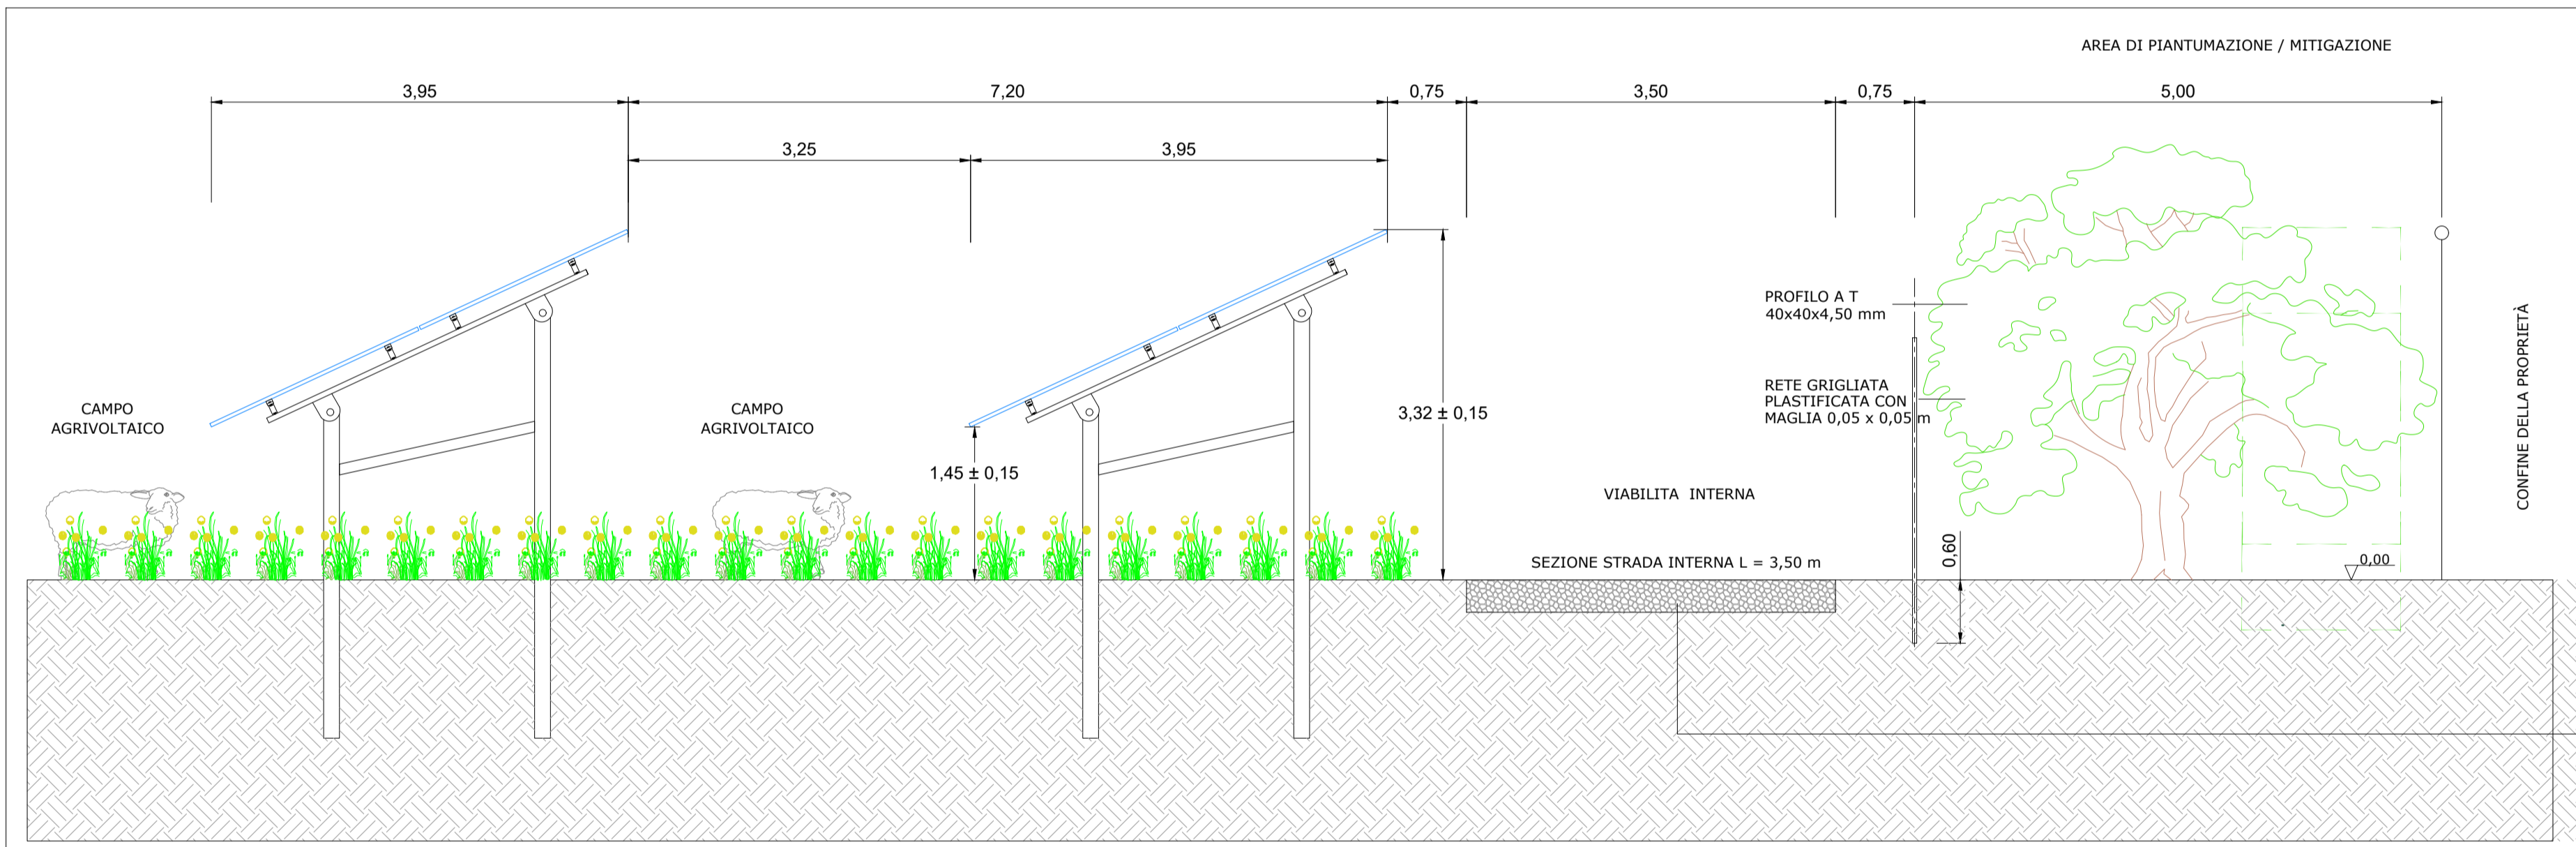 AREA DI PIANTUMAZIONE / MITIGAZIONE
3,95
7,20
0,75
3,50
0,75
5,00
3,25
3,95
PROFILO A T
40x40x4,50 mm
RETE GRIGLIATA
PLASTIFICATA CON
MAGLIA 0,05 x 0,05 m
CONFINE DELLA PROPRIETÀ
CAMPO
AGRIVOLTAICO
CAMPO
AGRIVOLTAICO
3,32 ± 0,15
1,45 ± 0,15
VIABILITA INTERNA
SEZIONE STRADA INTERNA L = 3,50 m
0,60
0,00